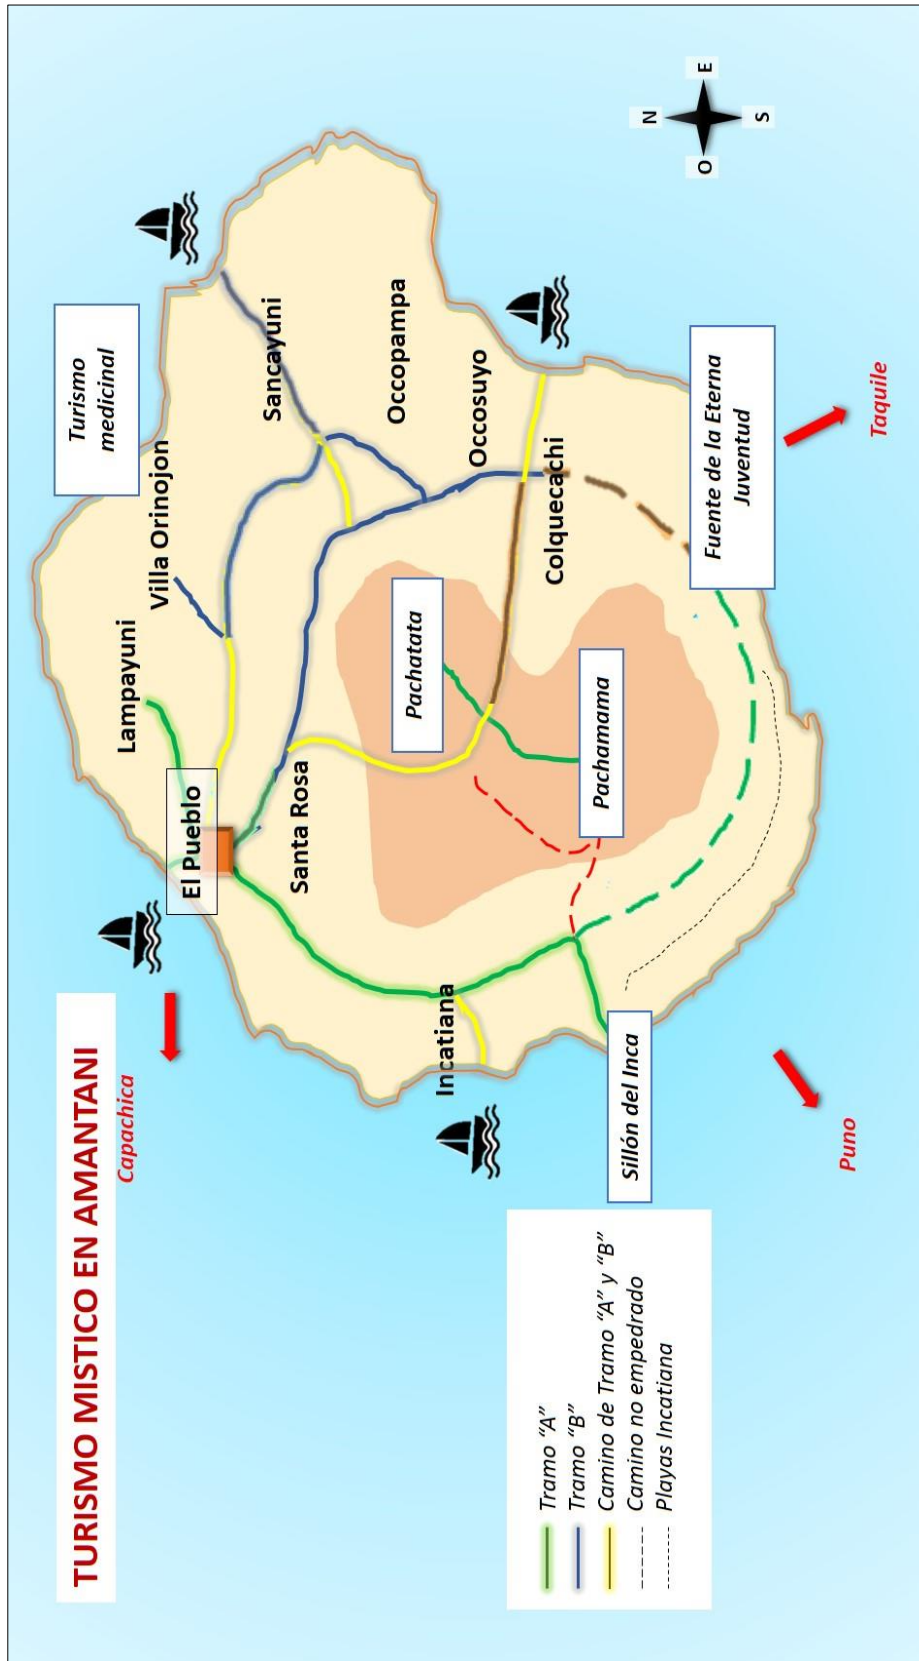 TURISMO MISTICO EN AMANTANI
Capachica
Turismo
medicinal
N
E
S
O
Lampayuni
Villa Orinojon
Sancayuni
El Pueblo
Santa Rosa
Occopampa
Pachatata
Occosuyo
Incatiana
Colquecachi
Pachamama
Sillón del Inca
Fuente de la Eterna
Juventud
Puno
Taquile
Tramo “A”
Tramo “B”
Camino de Tramo “A” y “B”
Camino no empedrado
Playas Incatiana